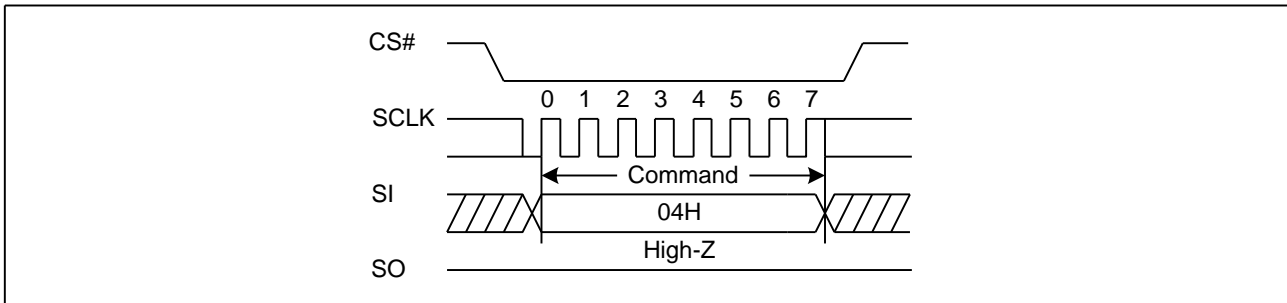 CS#
0 1 2 3 4 5 6 7
SCLK
Command
SI
04H
High-Z
SO